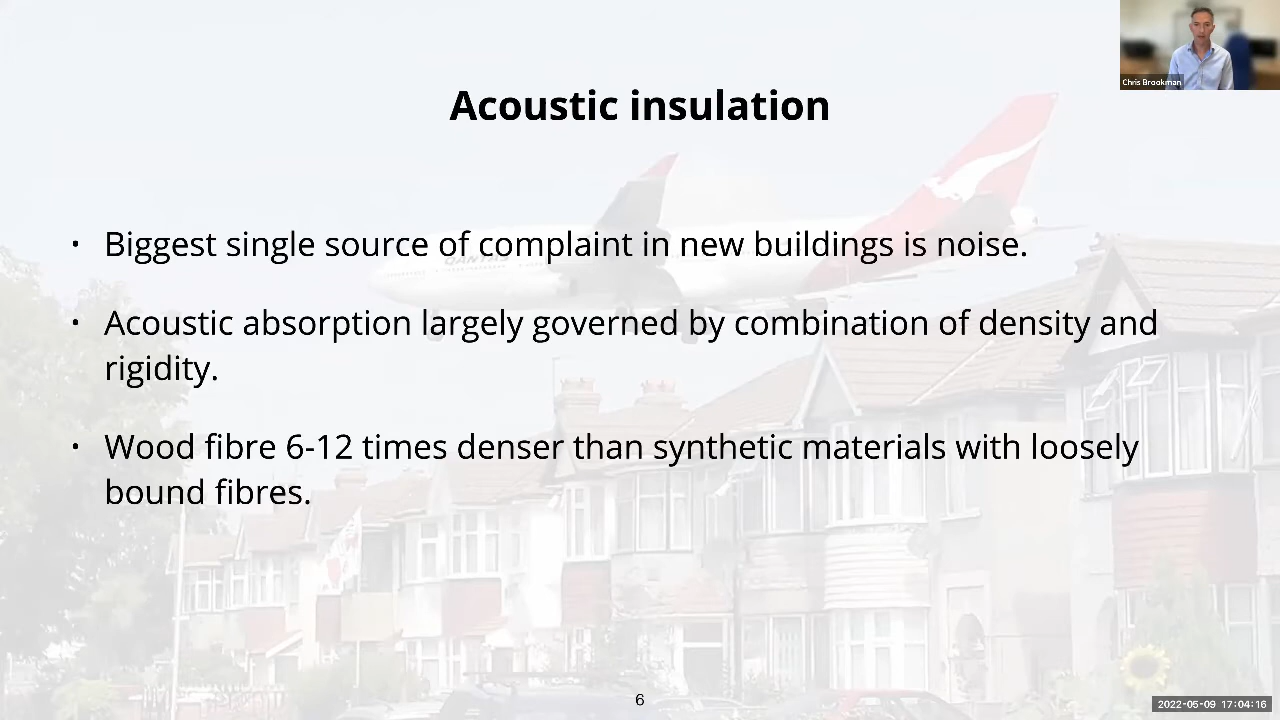 Chris Brookman
Acoustic insulation
QANTAS
• Biggest single source of complaint in new buildings is noise.
• Acoustic absorption largely governed by combination of density and
rigidity.
• Wood fibre 6-12 times denser than synthetic materials with loosely
bound fibres.
6
2022-05-09 17:04:16